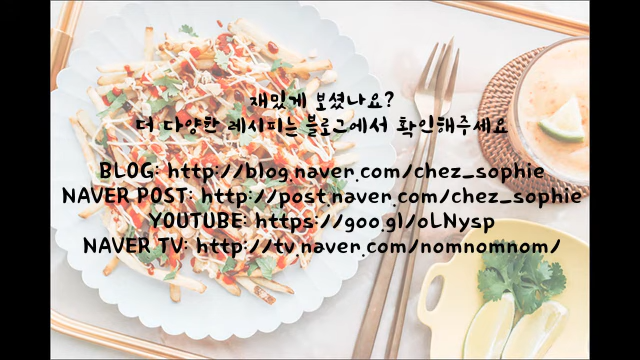 재밌게 보셨나요?
더 다양한 레시피는 블로그에서 확인해주세요
BLOG: http://blog.naver.com/chez_sophie
NAVER POST: http://post.naver.com/chez_sophie
YOUTUBE: https://goo.gl/oLNysp
NAVER TV: http://tv.naver.com/nomnomnom/